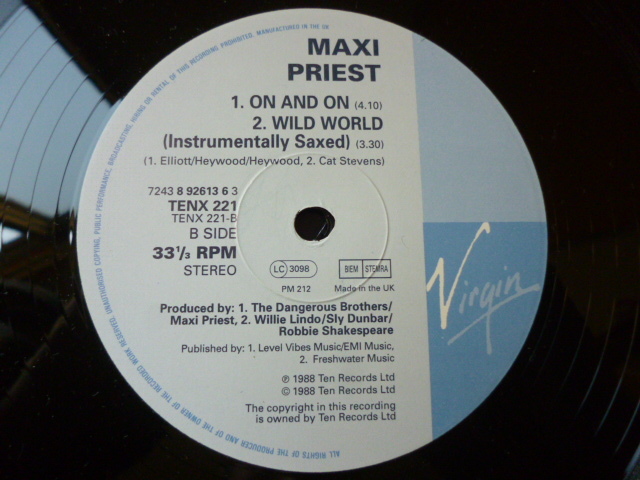 MAXI
PRIEST
1. ON AND ON (4.10)
2. WILD WORLD
(Instrumentally Saxed) (3.30)
(1. Elliott/Heywood/Heywood, 2. Cat Stevens)
7243 8 92613 6 3
TENX 221
TENX 221-B
B SIDE
33⅓ RPM
STEREO
LC 3098
BIEM STEMRA
PM 212
Made in the UK
Virgin
Produced by: 1. The Dangerous Brothers/
Maxi Priest, 2. Willie Lindo/Sly Dunbar/
Robbie Shakespeare
Published by: 1. Level Vibes Music/EMI Music,
2. Freshwater Music
℗ 1988 Ten Records Ltd
© 1988 Ten Records Ltd
The copyright in this recording
is owned by Ten Records Ltd
ALL RIGHTS OF THE PRODUCER AND OF THE OWNER OF THE RECORDED WORK RESERVED. UNAUTHORISED COPYING, PUBLIC PERFORMANCE, BROADCASTING, HIRING OR RENTAL OF THIS RECORDING PROHIBITED. MANUFACTURED IN THE UK